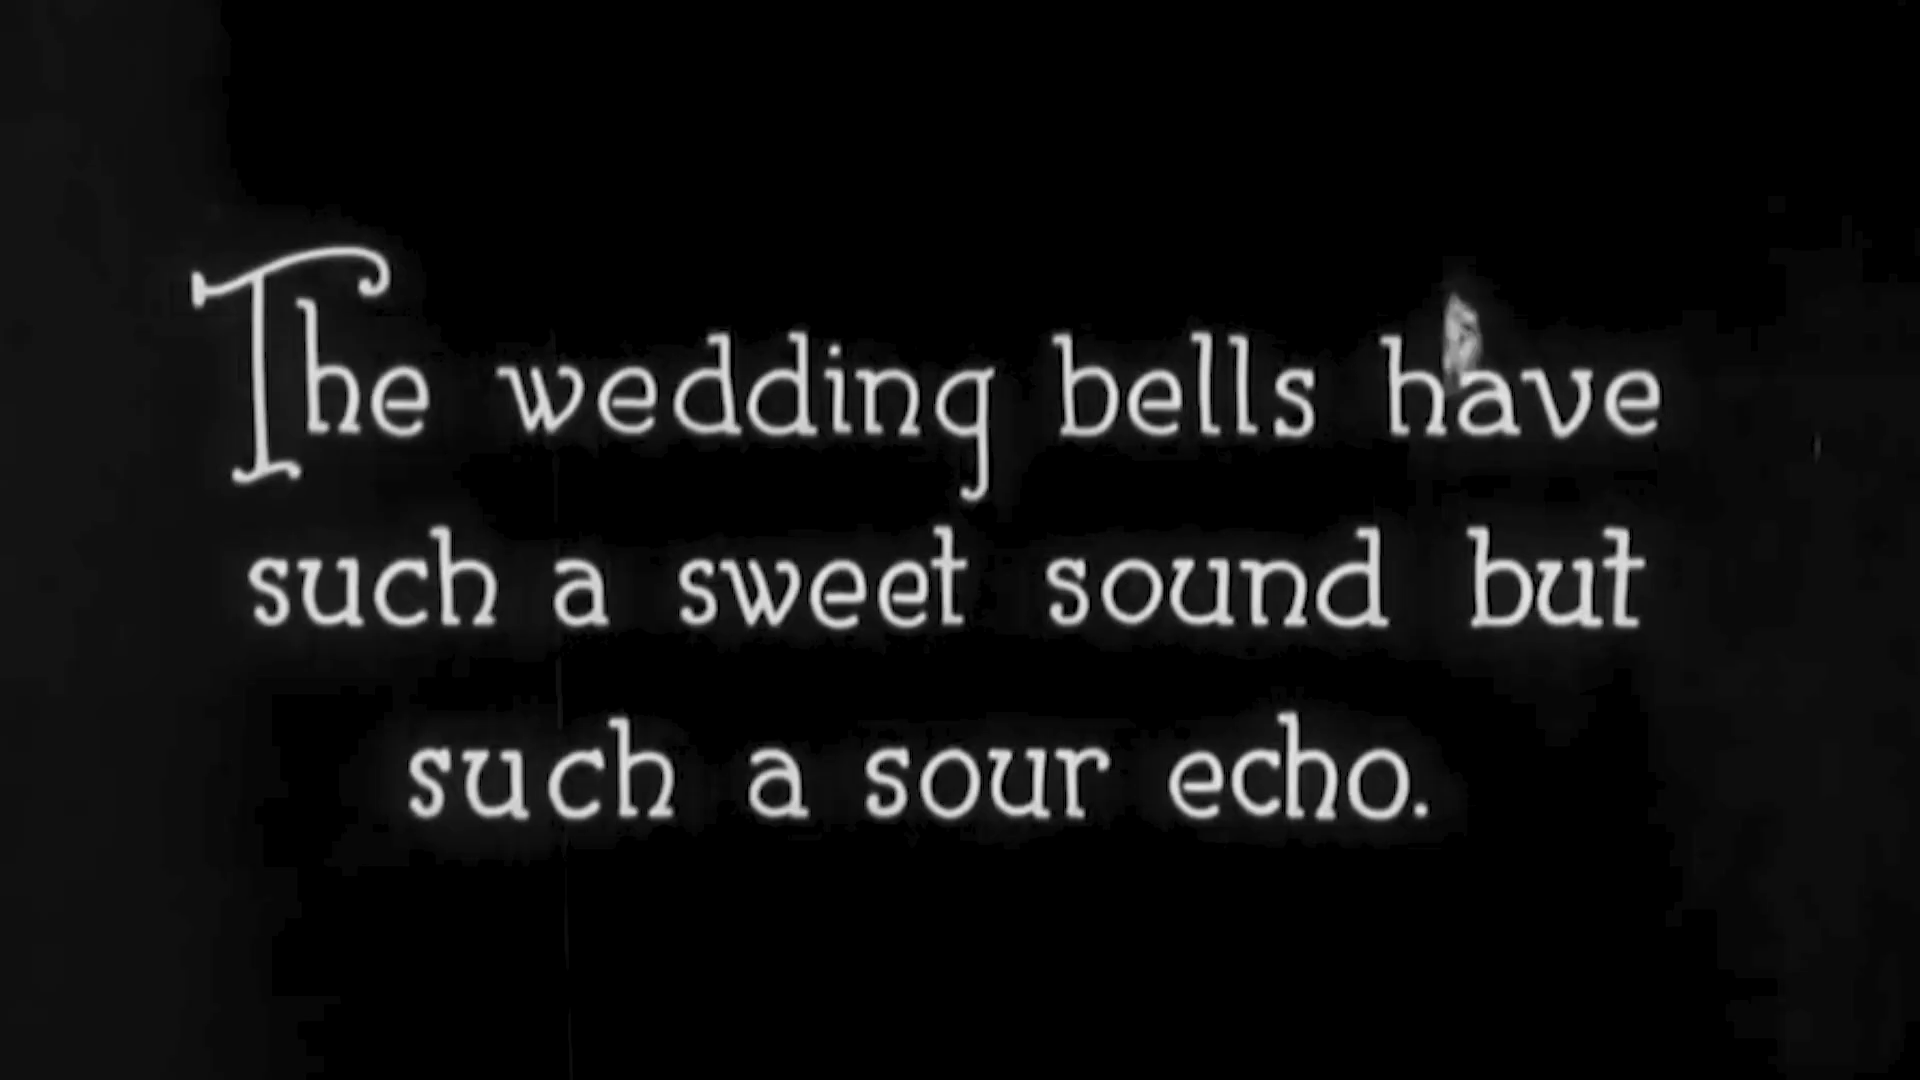 The wedding bells have
such a sweet sound but
such a sour echo.